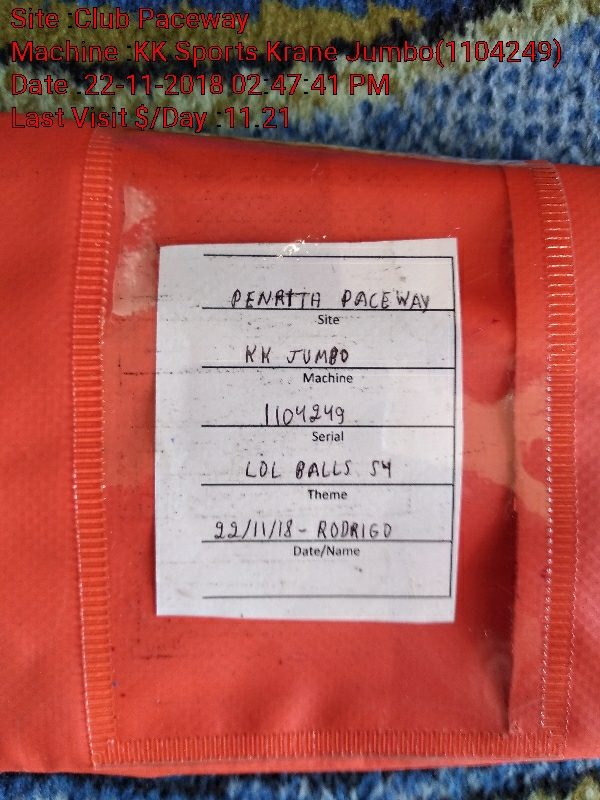 Site :Club Paceway
Machine :KK Sports Krane Jumbo(1104249)
Date :22-11-2018 02:47:41 PM
Last Visit $/Day :11.21
PENRITH PACEWAY
Site
KK JUMBO
Machine
1104249
Serial
LOL BALLS S4
Theme
22/11/18 - RODRIGO
Date/Name